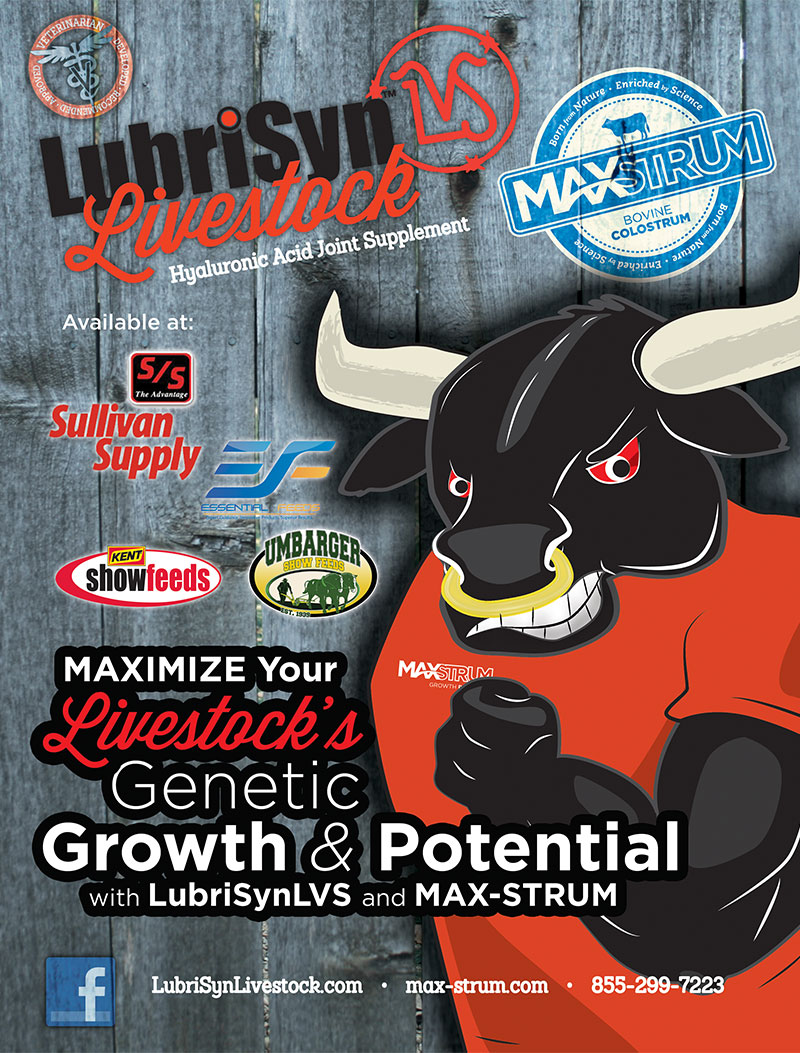 VETERINARIAN DEVELOPED · RECOMMENDED · APPROVED
LubriSyn™ LVS
Livestock
Hyaluronic Acid Joint Supplement
Born from Nature · Enriched by Science
MAXSTRUM
BOVINE
COLOSTRUM
Born from Nature · Enriched by Science
Available at:
S/S
The Advantage
Sullivan
Supply
EF
ESSENTIAL FEEDS
KENT
showfeeds
UMBARGER
SHOW FEEDS
EST. 1939
MAXSTRUM
GROWTH
MAXIMIZE Your
Livestock's
Genetic
Growth & Potential
with LubriSynLVS and MAX-STRUM
f
LubriSynLivestock.com • max-strum.com • 855-299-7223